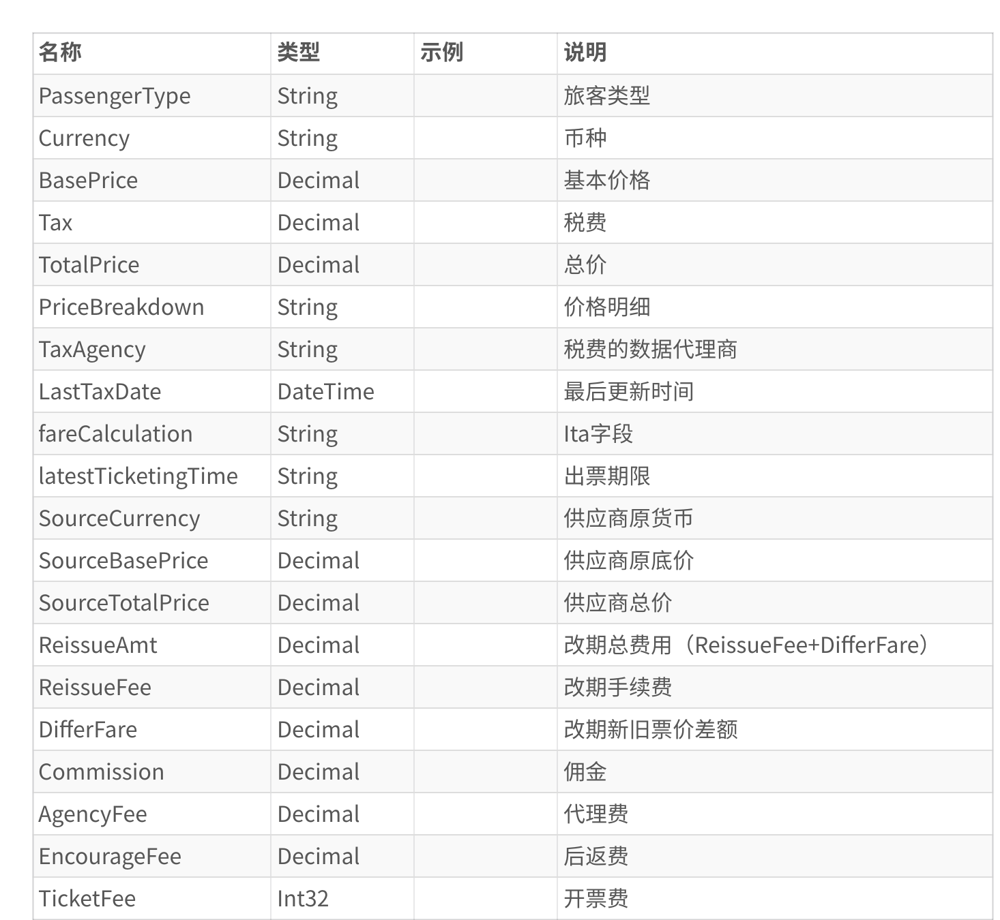 名称 类型 示例 说明
PassengerType String 旅客类型
Currency String 币种
BasePrice Decimal 基本价格
Tax Decimal 税费
TotalPrice Decimal 总价
PriceBreakdown String 价格明细
TaxAgency String 税费的数据代理商
LastTaxDate DateTime 最后更新时间
fareCalculation String Ita字段
latestTicketingTime String 出票期限
SourceCurrency String 供应商原货币
SourceBasePrice Decimal 供应商原底价
SourceTotalPrice Decimal 供应商总价
ReissueAmt Decimal 改期总费用（ReissueFee+DifferFare）
ReissueFee Decimal 改期手续费
DifferFare Decimal 改期新旧票价差额
Commission Decimal 佣金
AgencyFee Decimal 代理费
EncourageFee Decimal 后返费
TicketFee Int32 开票费